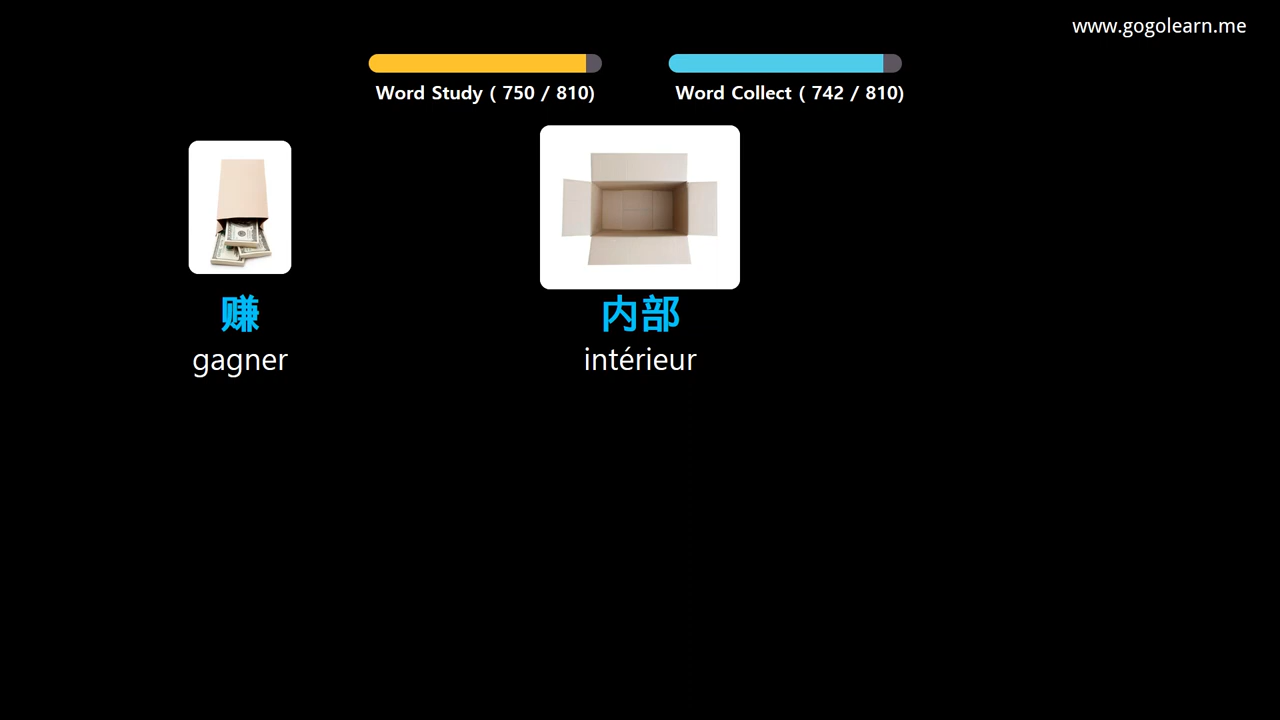 www.gogolearn.me
Word Study ( 750 / 810)
Word Collect ( 742 / 810)
赚
gagner
内部
intérieur